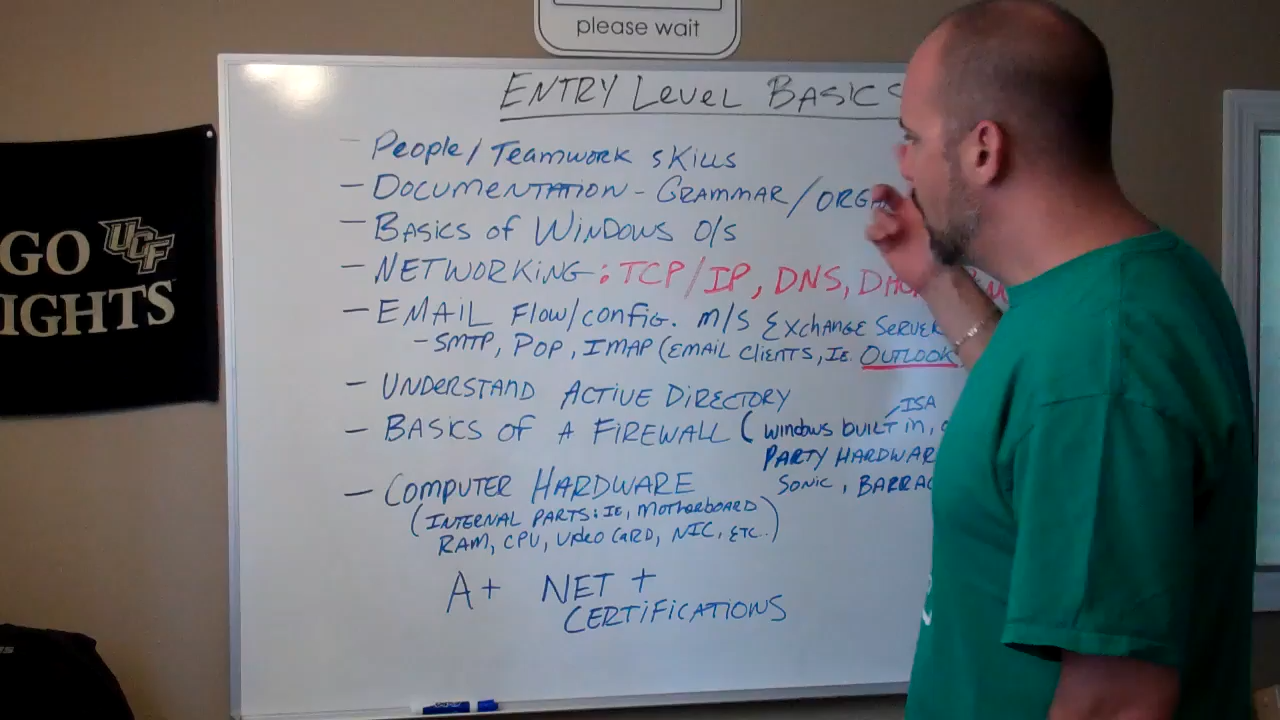 please wait
ENTRY LEVEL BASICS
- People/Teamwork skills
- Documentation - Grammar/ORGA
- Basics of Windows O/S
- NETWORKING: TCP/IP, DNS,
- EMAIL Flow/config. M/S Exchange Server
- SMTP, POP, IMAP (EMAIL clients, IE. OUTLOOK
- UNDERSTAND ACTIVE DIRECTORY
ISA
- BASICS OF A FIREWALL (windows built in,
PARTY HARDWAR
SONIC, BARRAC
- COMPUTER HARDWARE
(INTERNAL PARTS: IE, MOTHERBOARD
RAM, CPU, Video CARD, NIC, ETC..)
A+ NET +
CERTIFICATIONS
GO UCF
IGHTS